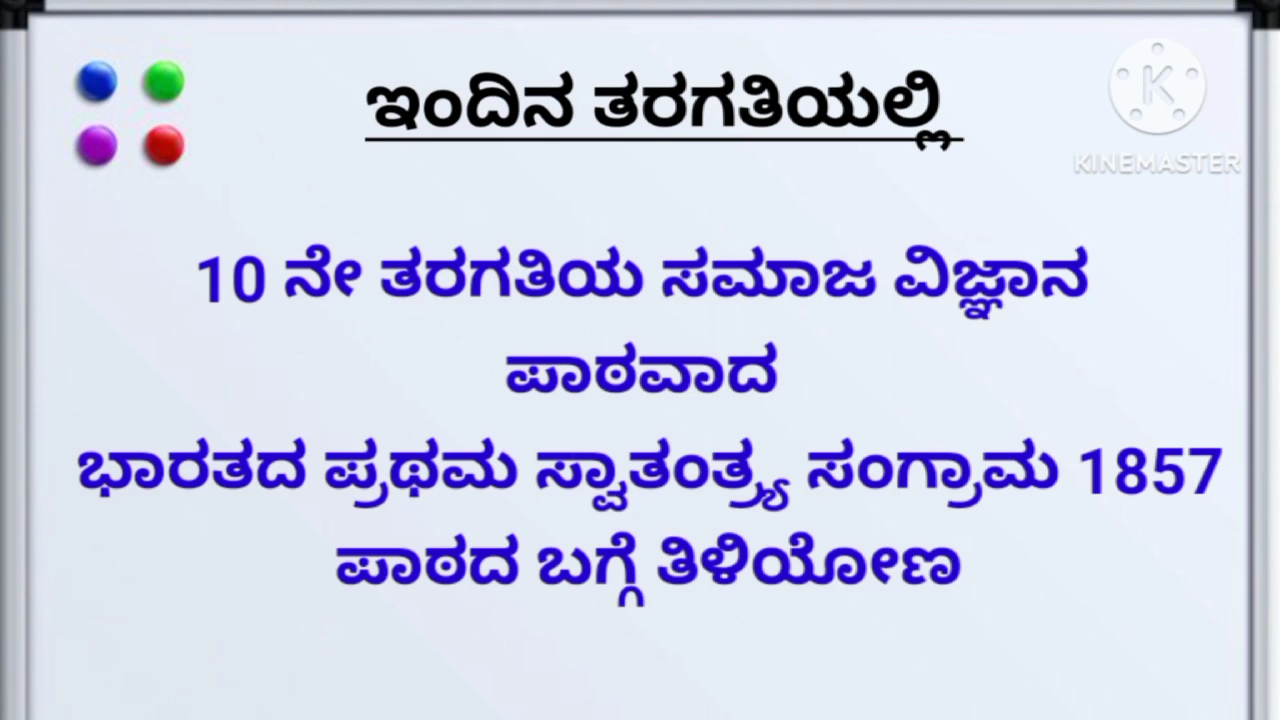 ಇಂದಿನ ತರಗತಿಯಲ್ಲಿ
KINEMASTER
10 ನೇ ತರಗತಿಯ ಸಮಾಜ ವಿಜ್ಞಾನ
ಪಾಠವಾದ
ಭಾರತದ ಪ್ರಥಮ ಸ್ವಾತಂತ್ರ್ಯ ಸಂಗ್ರಾಮ 1857
ಪಾಠದ ಬಗ್ಗೆ ತಿಳಿಯೋಣ